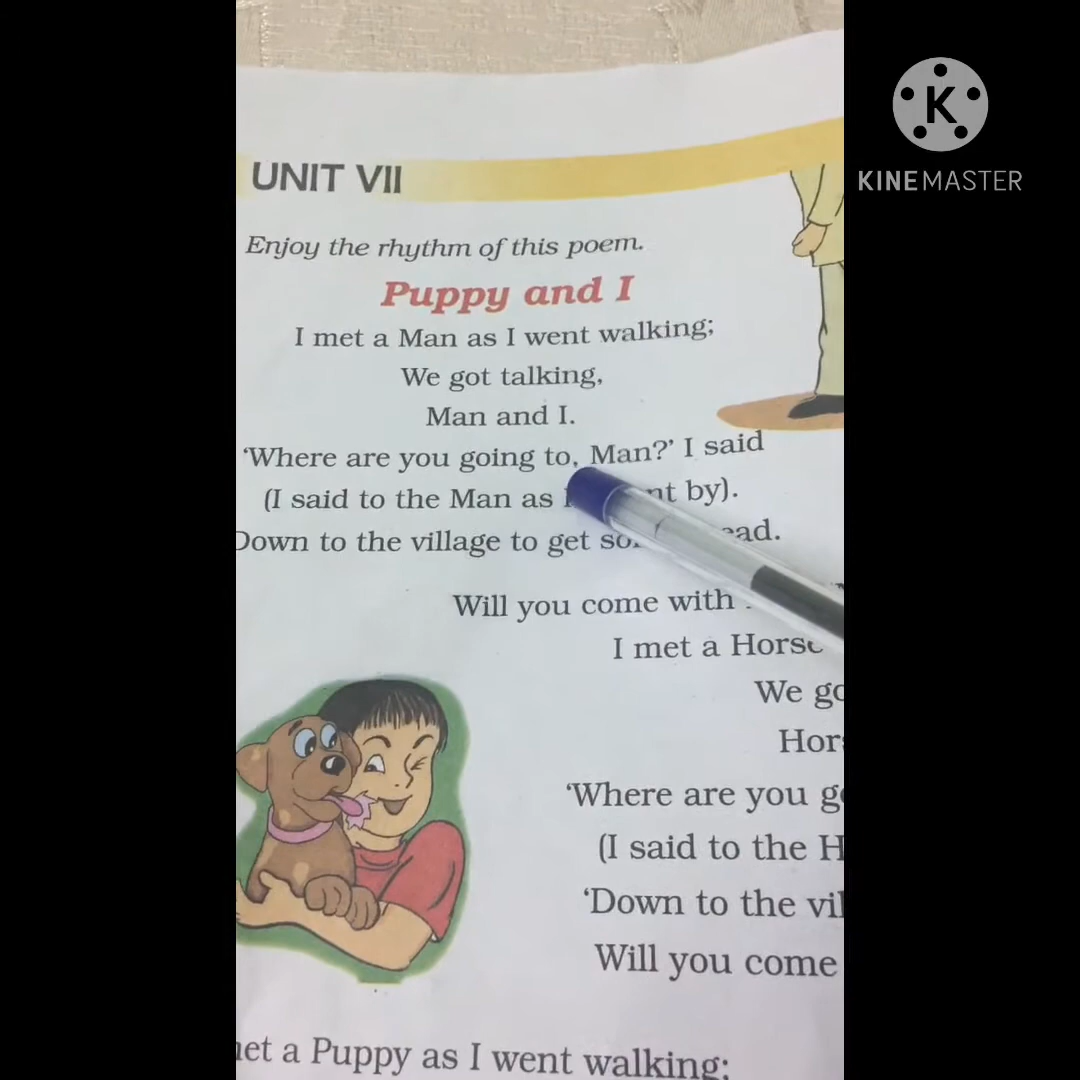 KINEMASTER
UNIT VII
Enjoy the rhythm of this poem.
Puppy and I
I met a Man as I went walking;
We got talking,
Man and I.
'Where are you going to, Man?' I said
(I said to the Man as by).
Down to the village to get
Will you come with
I met a Horse
We
'Where are you
(I said to the
'Down to the
Will you come
a Puppy as I went walking;